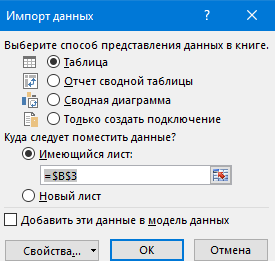 Импорт данных
Выберите способ представления данных в книге.
Таблица
Отчет сводной таблицы
Сводная диаграмма
Только создать подключение
Куда следует поместить данные?
Имеющийся лист:
=$B$3
Новый лист
Добавить эти данные в модель данных
Свойства... ОК Отмена